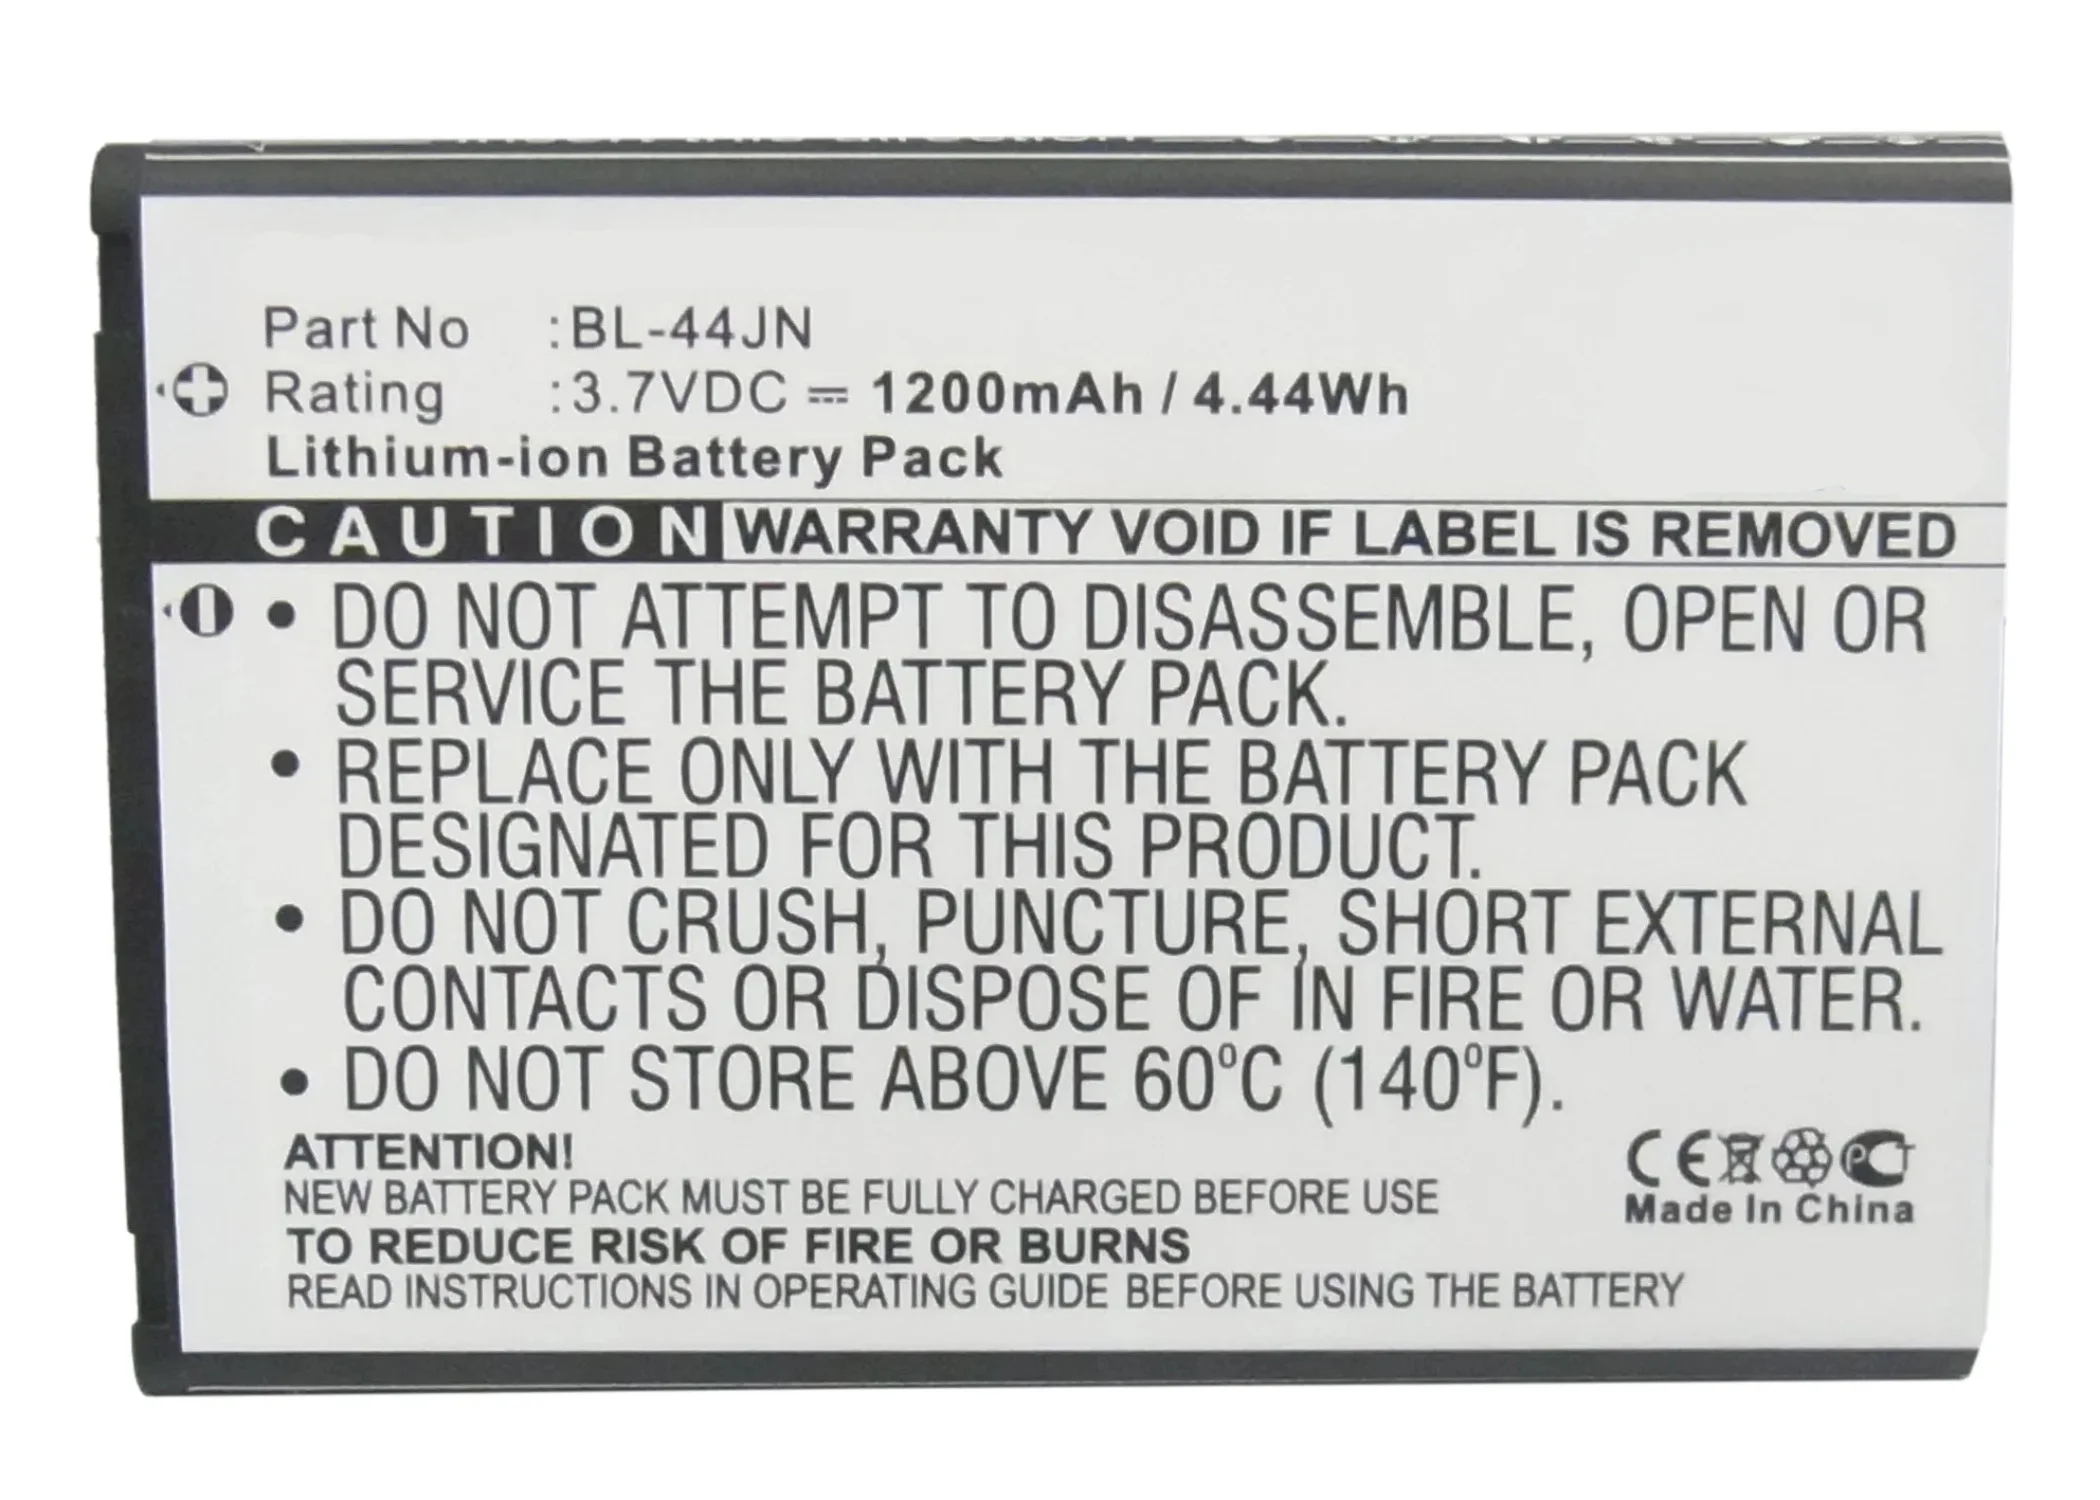 Part No :BL-44JN
Rating :3.7VDC ⎓ 1200mAh / 4.44Wh
Lithium-ion Battery Pack
CAUTION WARRANTY VOID IF LABEL IS REMOVED
• DO NOT ATTEMPT TO DISASSEMBLE, OPEN OR
SERVICE THE BATTERY PACK.
• REPLACE ONLY WITH THE BATTERY PACK
DESIGNATED FOR THIS PRODUCT.
• DO NOT CRUSH, PUNCTURE, SHORT EXTERNAL
CONTACTS OR DISPOSE OF IN FIRE OR WATER.
• DO NOT STORE ABOVE 60°C (140°F).
ATTENTION!
NEW BATTERY PACK MUST BE FULLY CHARGED BEFORE USE
TO REDUCE RISK OF FIRE OR BURNS
READ INSTRUCTIONS IN OPERATING GUIDE BEFORE USING THE BATTERY
CE
Made In China